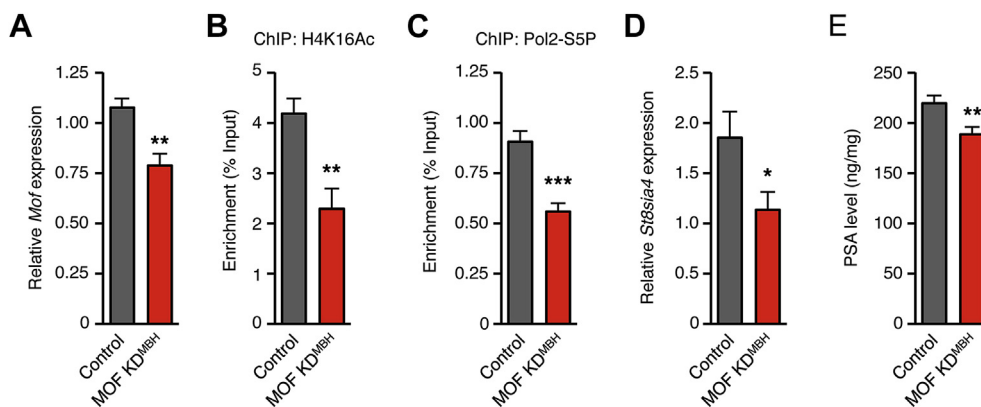 A
Relative Mof expression
1.25
1.00
0.75
0.50
0.25
0
**
Control
MOF KDMBH
B
ChIP: H4K16Ac
Enrichment (% Input)
5
4
3
2
1
0
**
Control
MOF KDMBH
C
ChIP: Pol2-S5P
Enrichment (% Input)
1.25
1.00
0.75
0.50
0.25
0
***
Control
MOF KDMBH
D
Relative St8sia4 expression
2.5
2.0
1.5
1.0
0.5
0
*
Control
MOF KDMBH
E
PSA level (ng/mg)
250
200
150
100
50
0
**
Control
MOF KDMBH